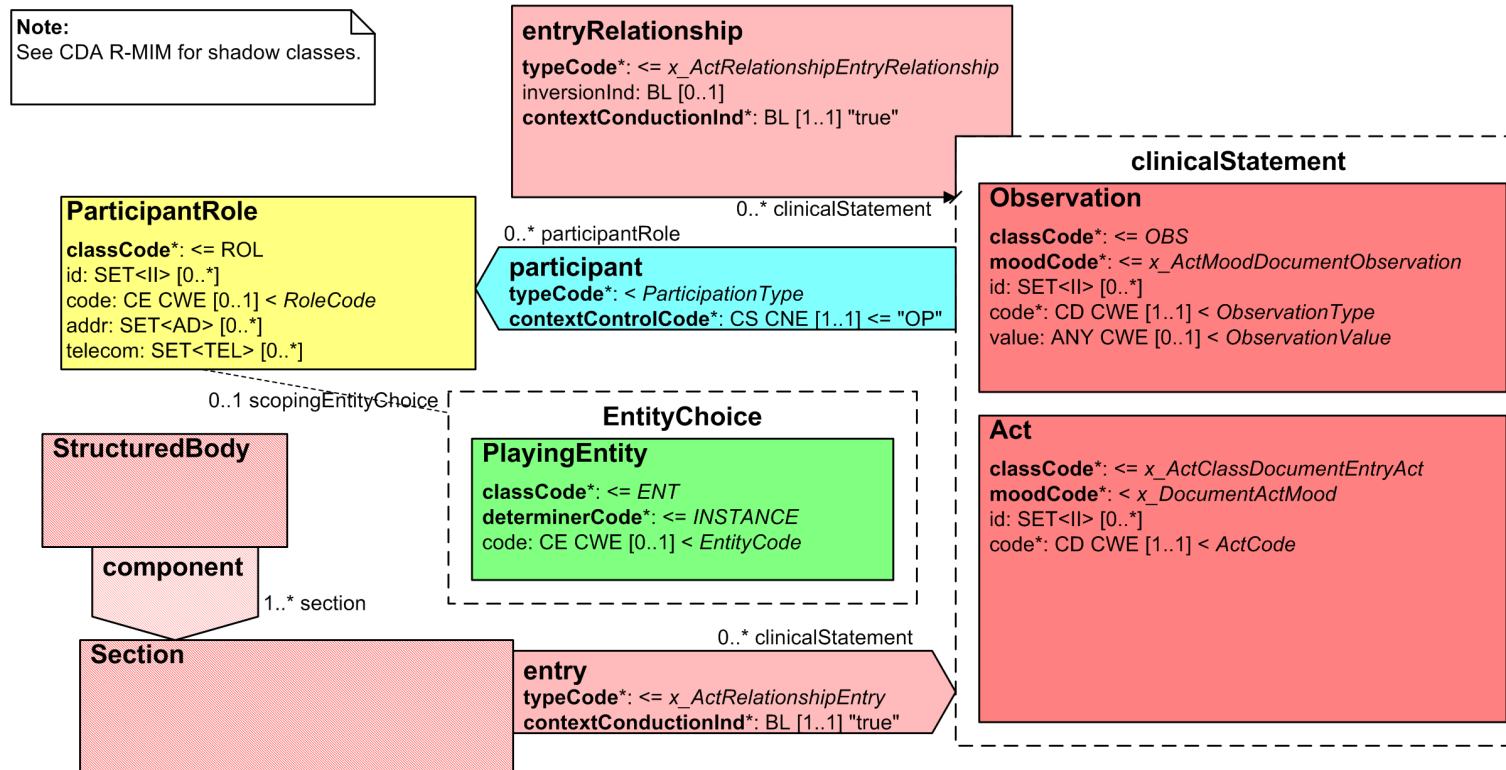 Note:
See CDA R-MIM for shadow classes.
entryRelationship
typeCode*: <= x_ActRelationshipEntryRelationship
inversionInd: BL [0..1]
contextConductionInd*: BL [1..1] "true"
0..* clinicalStatement
clinicalStatement
Observation
classCode*: <= OBS
moodCode*: <= x_ActMoodDocumentObservation
id: SET<II> [0..*]
code*: CD CWE [1..1] < ObservationType
value: ANY CWE [0..1] < ObservationValue
Act
classCode*: <= x_ActClassDocumentEntryAct
moodCode*: < x_DocumentActMood
id: SET<II> [0..*]
code*: CD CWE [1..1] < ActCode
ParticipantRole
classCode*: <= ROL
id: SET<II> [0..*]
code: CE CWE [0..1] < RoleCode
addr: SET<AD> [0..*]
telecom: SET<TEL> [0..*]
0..* participantRole
participant
typeCode*: < ParticipationType
contextControlCode*: CS CNE [1..1] <= "OP"
0..1 scopingEntityChoice
EntityChoice
PlayingEntity
classCode*: <= ENT
determinerCode*: <= INSTANCE
code: CE CWE [0..1] < EntityCode
StructuredBody
component
1..* section
Section
0..* clinicalStatement
entry
typeCode*: <= x_ActRelationshipEntry
contextConductionInd*: BL [1..1] "true"